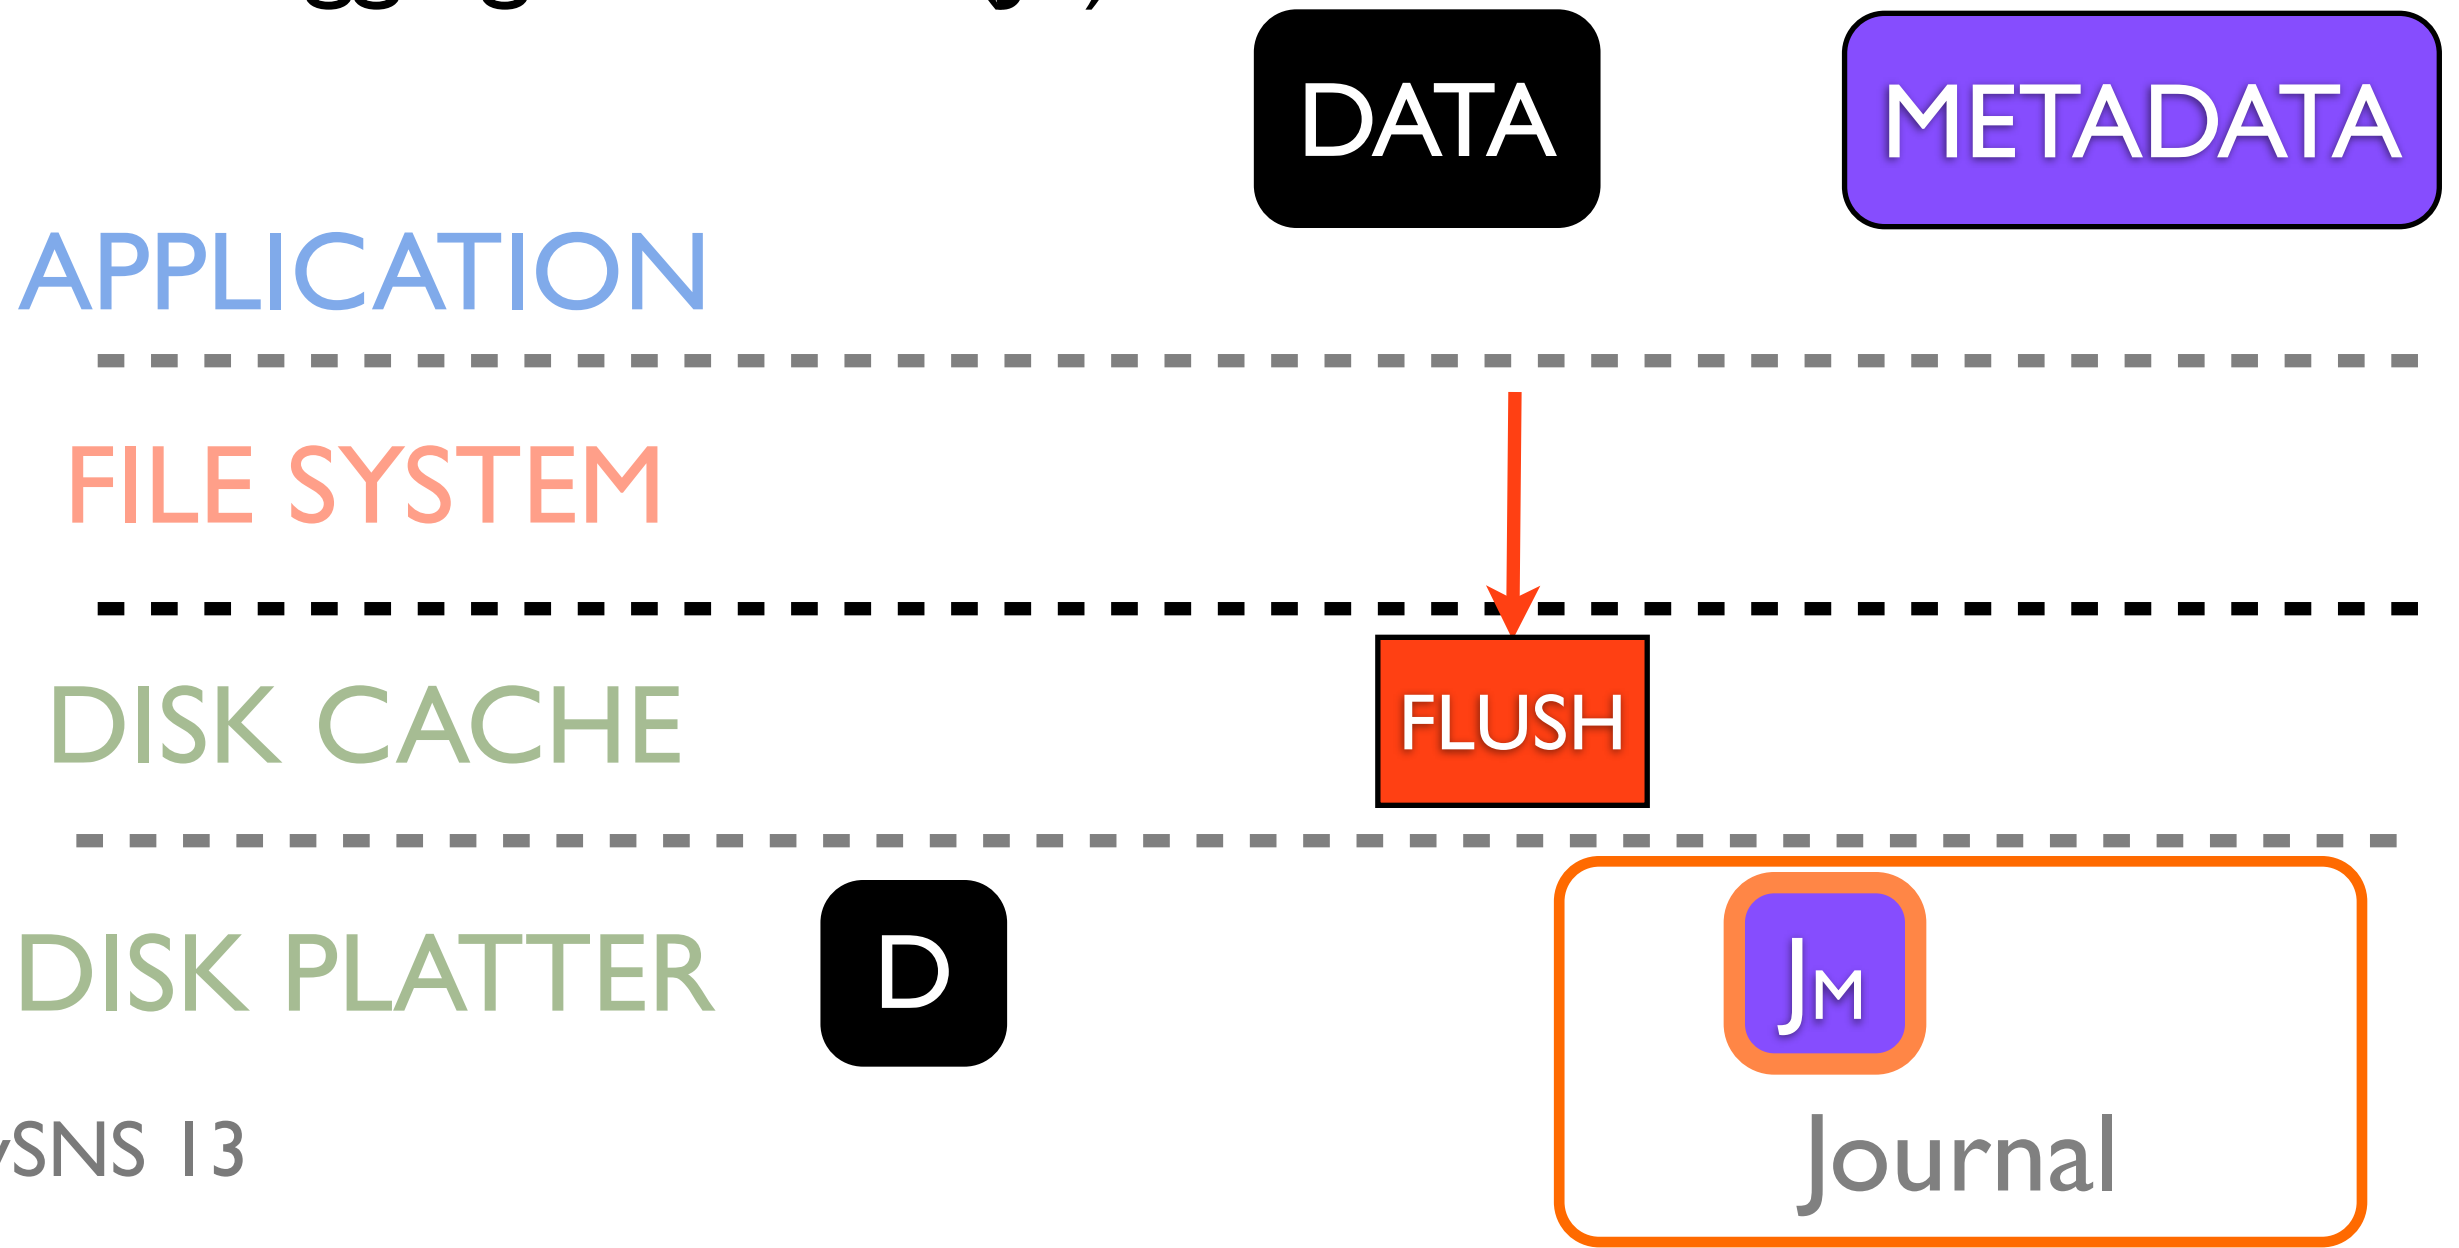 DATA METADATA
APPLICATION
FILE SYSTEM
FLUSH
DISK CACHE
DISK PLATTER D JM
SNS 13
Journal